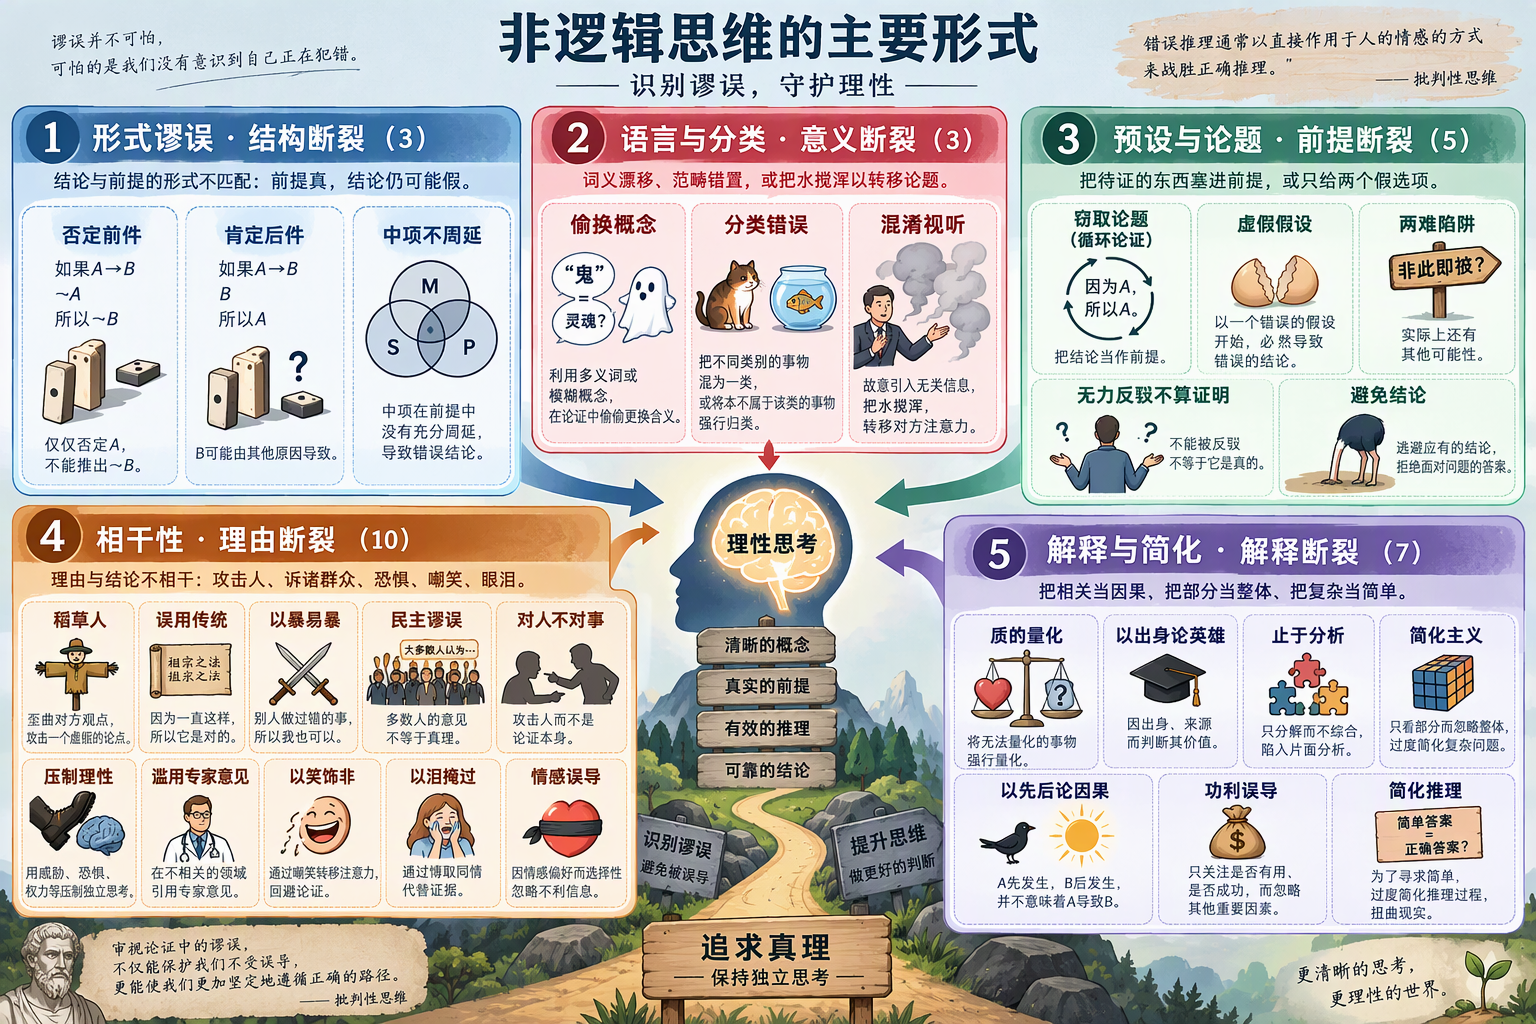 非逻辑思维的主要形式
识别谬误，守护理性
谬误并不可怕，
可怕的是我们没有意识到自己正在犯错。
错误推理通常以直接作用于人的情感的方式
来战胜正确推理。”
—— 批判性思维
1 形式谬误 · 结构断裂（3）
结论与前提的形式不匹配：前提真，结论仍可能假。
否定前件
如果A→B
~A
所以~B
仅仅否定A，
不能推出~B。
肯定后件
如果A→B
B
所以A
?
B可能由其他原因导致。
中项不周延
M
S
P
中项在前提中
没有充分周延，
导致错误结论。
2 语言与分类 · 意义断裂（3）
词义漂移、范畴错置，或把水搅浑以转移论题。
偷换概念
“鬼”
=
灵魂?
利用多义词或
模糊概念，
在论证中偷偷更换含义。
分类错误
把不同类别的事物
混为一类，
或将本不属于该类的事物
强行归类。
混淆视听
故意引入无关信息，
把水搅浑，
转移对方注意力。
3 预设与论题 · 前提断裂（5）
把待证的东西塞进前提，或只给两个假选项。
窃取论题
（循环论证）
因为A，
所以A。
把结论当作前提。
虚假假设
以一个错误的假设
开始，必然导致
错误的结论。
两难陷阱
非此即彼?
实际上还有
其他可能性。
无力反驳不算证明
? ?
不能被反驳
不等于它是真的。
避免结论
逃避应有的结论，
拒绝面对问题的答案。
4 相干性 · 理由断裂（10）
理由与结论不相干：攻击人、诉诸群众、恐惧、嘲笑、眼泪。
稻草人
歪曲对方观点，
攻击一个虚假的论点。
误用传统
祖宗之法
祖宗之法
因为一直这样，
所以它是对的。
以暴易暴
别人做过错的事，
所以我也可以。
民主谬误
大多数人认为…
多数人的意见
不等于真理。
对人不对事
攻击人而不是
论证本身。
压制理性
用威胁、恐惧、
权力等压制独立思考。
滥用专家意见
在不相关的领域
引用专家意见。
以笑饰非
通过嘲笑转移注意力，
回避论证。
以泪掩过
通过博取同情
代替证据。
情感误导
因情感偏好而选择性
忽略不利信息。
理性思考
清晰的概念
真实的前提
有效的推理
可靠的结论
识别谬误
避免被误导
提升思维
做更好的判断
追求真理
— 保持独立思考 —
5 解释与简化 · 解释断裂（7）
把相关当因果、把部分当整体、把复杂当简单。
质的量化
?
将无法量化的事物
强行量化。
以出身论英雄
因出身、来源
而判断其价值。
止于分析
只分解而不综合，
陷入片面分析。
简化主义
只看部分而忽略整体，
过度简化复杂问题。
以先后论因果
A先发生，B后发生，
并不意味着A导致B。
功利误导
$
只关注是否有用、
是否成功，而忽略
其他重要因素。
简化推理
简单答案
=
正确答案?
为了寻求简单，
过度简化推理过程，
扭曲现实。
审视论证中的谬误，
不仅能保护我们不受误导，
更能使我们更加坚定地遵循正确的路径。
—— 批判性思维
更清晰的思考，
更理性的世界。